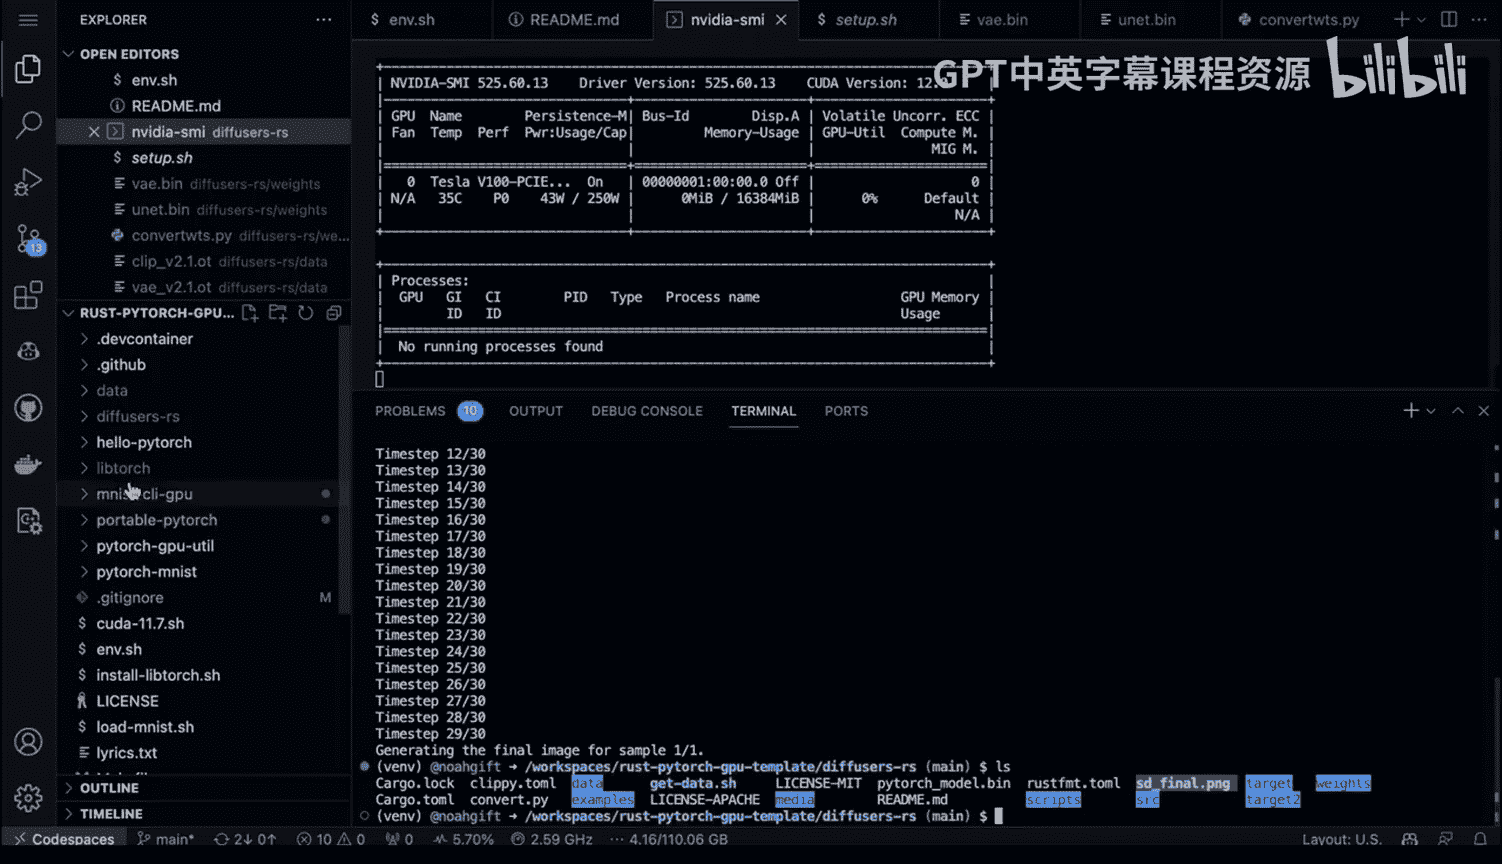 EXPLORER
OPEN EDITORS
env.sh
README.md
nvidia-smi diffusers-rs
setup.sh
vae.bin diffusers-rs/weights
unet.bin diffusers-rs/weights
convertwts.py diffusers-rs/we...
clip_v2.1.ot diffusers-rs/data
vae_v2.1.ot diffusers-rs/data
RUST-PYTORCH-GPU...
.devcontainer
.github
data
diffusers-rs
hello-pytorch
libtorch
mnist-cli-gpu
portable-pytorch
pytorch-gpu-util
pytorch-mnist
.gitignore M
cuda-11.7.sh
env.sh
install-libtorch.sh
LICENSE
load-mnist.sh
lyrics.txt
OUTLINE
TIMELINE
13
$ env.sh README.md nvidia-smi $ setup.sh vae.bin unet.bin convertwts.py
GPT中英字幕课程资源 bilibili
NVIDIA-SMI 525.60.13 Driver Version: 525.60.13 CUDA Version: 12.0
GPU Name Persistence-M| Bus-Id Disp.A | Volatile Uncorr. ECC
Fan Temp Perf Pwr:Usage/Cap| Memory-Usage | GPU-Util Compute M.
MIG M.
0 Tesla V100-PCIE... On | 00000001:00:00.0 Off | 0
N/A 35C P0 43W / 250W | 0MiB / 16384MiB | 0% Default
N/A
Processes:
GPU GI CI PID Type Process name GPU Memory
ID ID Usage
No running processes found
PROBLEMS 10 OUTPUT DEBUG CONSOLE TERMINAL PORTS
Timestep 12/30
Timestep 13/30
Timestep 14/30
Timestep 15/30
Timestep 16/30
Timestep 17/30
Timestep 18/30
Timestep 19/30
Timestep 20/30
Timestep 21/30
Timestep 22/30
Timestep 23/30
Timestep 24/30
Timestep 25/30
Timestep 26/30
Timestep 27/30
Timestep 28/30
Timestep 29/30
Generating the final image for sample 1/1.
(venv) @noahgift → /workspaces/rust-pytorch-gpu-template/diffusers-rs (main) $ ls
Cargo.lock clippy.toml data get-data.sh LICENSE-MIT pytorch_model.bin rustfmt.toml sd_final.png target weights
Cargo.toml convert.py examples LICENSE-APACHE media README.md scripts src target2
(venv) @noahgift → /workspaces/rust-pytorch-gpu-template/diffusers-rs (main) $
Codespaces main* 2↓ 0↑ 10 0 0 5.70% 2.59 GHz 4.16/110.06 GB Layout: U.S.